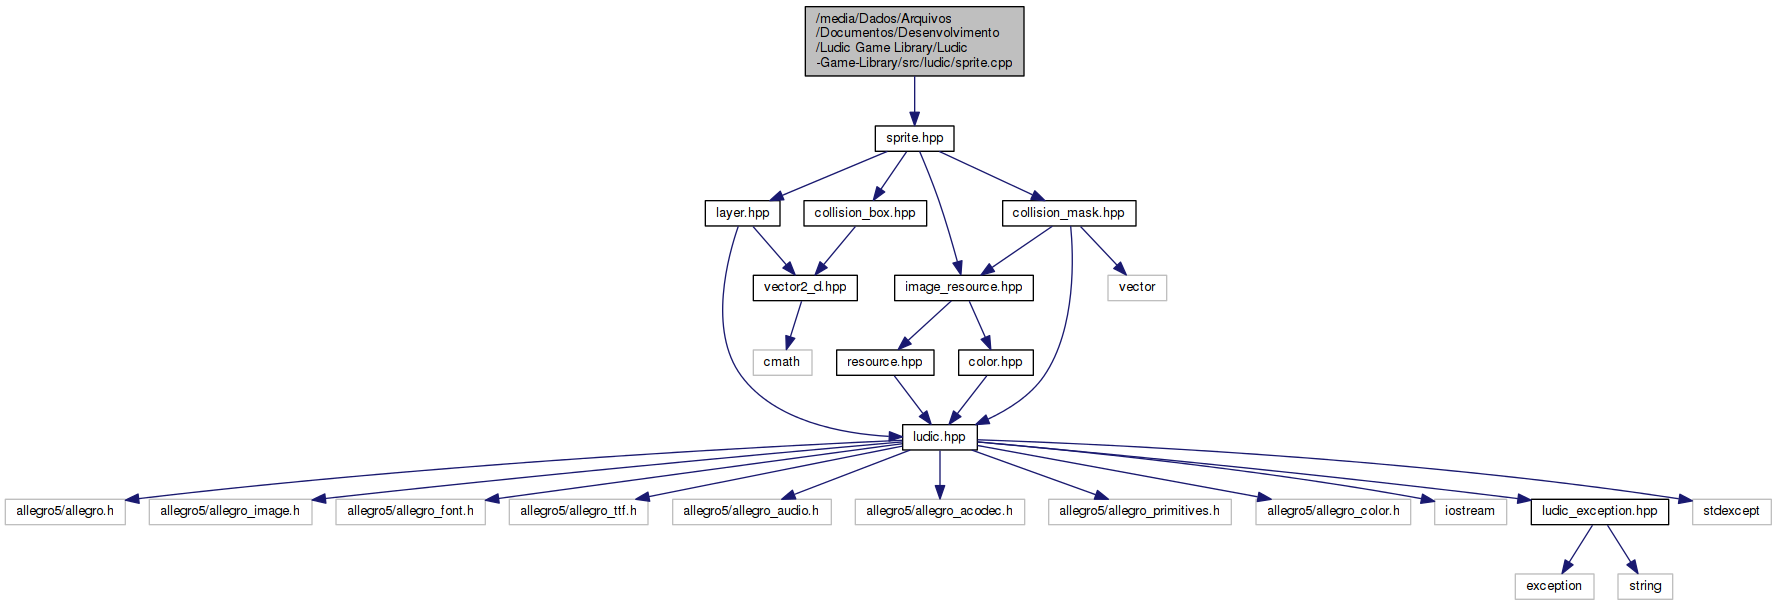 /media/Dados/Arquivos
/Documentos/Desenvolvimento
/Ludic Game Library/Ludic
-Game-Library/src/ludic/sprite.cpp
sprite.hpp
layer.hpp
collision_box.hpp
collision_mask.hpp
vector2_d.hpp
image_resource.hpp
vector
cmath
resource.hpp
color.hpp
ludic.hpp
allegro5/allegro.h
allegro5/allegro_image.h
allegro5/allegro_font.h
allegro5/allegro_ttf.h
allegro5/allegro_audio.h
allegro5/allegro_acodec.h
allegro5/allegro_primitives.h
allegro5/allegro_color.h
iostream
ludic_exception.hpp
stdexcept
exception
string